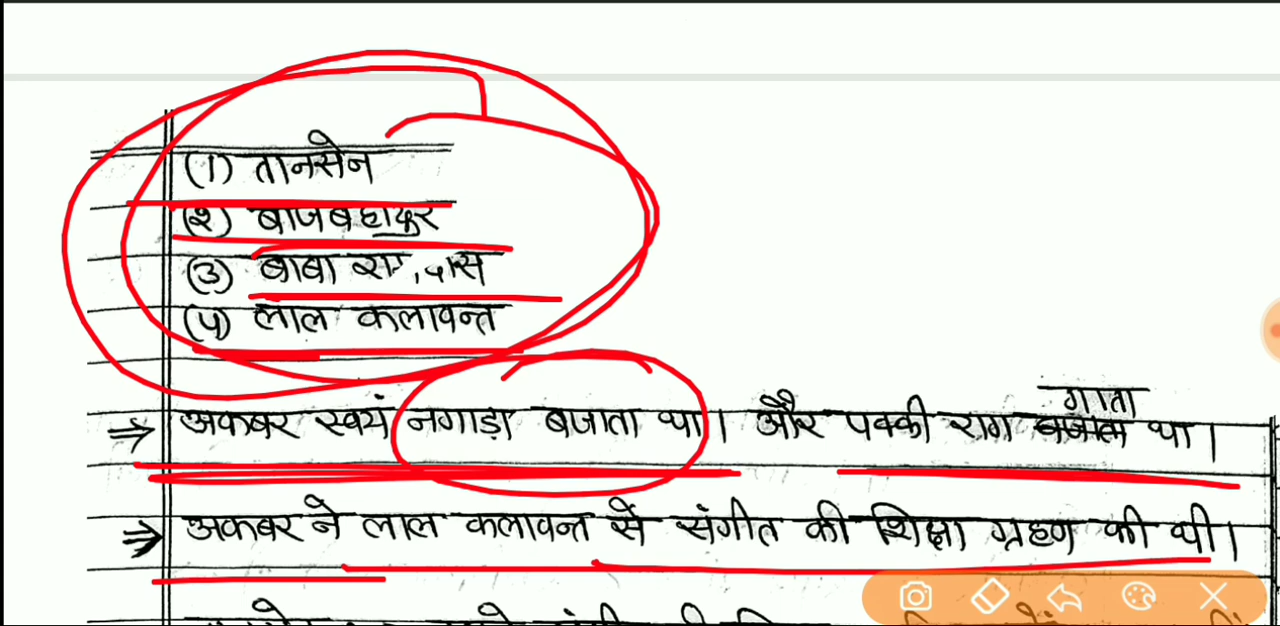 (1) तानसेन
(2) बाजबहादुर
(3) बाबा रामदास
(4) लाल कलावन्त
⇒ अकबर स्वयं नगाड़ा बजाता था। और पक्की राग गाता था।
⇒ अकबर ने लाल कलावन्त से संगीत की शिक्षा ग्रहण की थी।